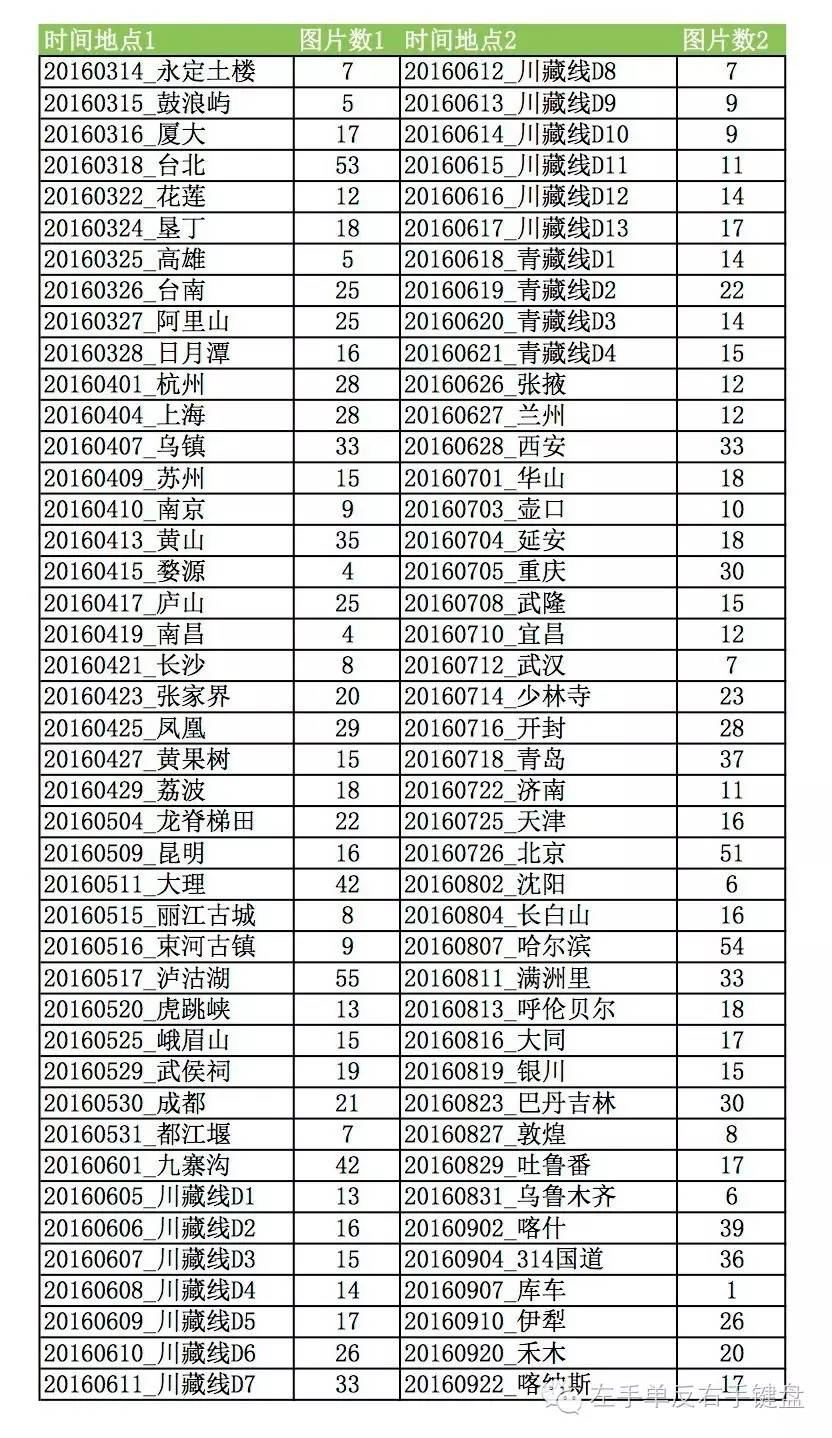 时间地点1 图片数1 时间地点2 图片数2
20160314_永定土楼 7 20160612_川藏线D8 7
20160315_鼓浪屿 5 20160613_川藏线D9 9
20160316_厦大 17 20160614_川藏线D10 9
20160318_台北 53 20160615_川藏线D11 11
20160322_花莲 12 20160616_川藏线D12 14
20160324_垦丁 18 20160617_川藏线D13 17
20160325_高雄 5 20160618_青藏线D1 14
20160326_台南 25 20160619_青藏线D2 22
20160327_阿里山 25 20160620_青藏线D3 14
20160328_日月潭 16 20160621_青藏线D4 15
20160401_杭州 28 20160626_张掖 12
20160404_上海 28 20160627_兰州 12
20160407_乌镇 33 20160628_西安 33
20160409_苏州 15 20160701_华山 18
20160410_南京 9 20160703_壶口 10
20160413_黄山 35 20160704_延安 18
20160415_婺源 4 20160705_重庆 30
20160417_庐山 25 20160708_武隆 15
20160419_南昌 4 20160710_宜昌 12
20160421_长沙 8 20160712_武汉 7
20160423_张家界 20 20160714_少林寺 23
20160425_凤凰 29 20160716_开封 28
20160427_黄果树 15 20160718_青岛 37
20160429_荔波 18 20160722_济南 11
20160504_龙脊梯田 22 20160725_天津 16
20160509_昆明 16 20160726_北京 51
20160511_大理 42 20160802_沈阳 6
20160515_丽江古城 8 20160804_长白山 16
20160516_束河古镇 9 20160807_哈尔滨 54
20160517_泸沽湖 55 20160811_满洲里 33
20160520_虎跳峡 13 20160813_呼伦贝尔 18
20160525_峨眉山 15 20160816_大同 17
20160529_武侯祠 19 20160819_银川 15
20160530_成都 21 20160823_巴丹吉林 30
20160531_都江堰 7 20160827_敦煌 8
20160601_九寨沟 42 20160829_吐鲁番 17
20160605_川藏线D1 13 20160831_乌鲁木齐 6
20160606_川藏线D2 16 20160902_喀什 39
20160607_川藏线D3 15 20160904_314国道 36
20160608_川藏线D4 14 20160907_库车 1
20160609_川藏线D5 17 20160910_伊犁 26
20160610_川藏线D6 26 20160920_禾木 20
20160611_川藏线D7 33 20160922_喀纳斯 17
左手单反右手键盘